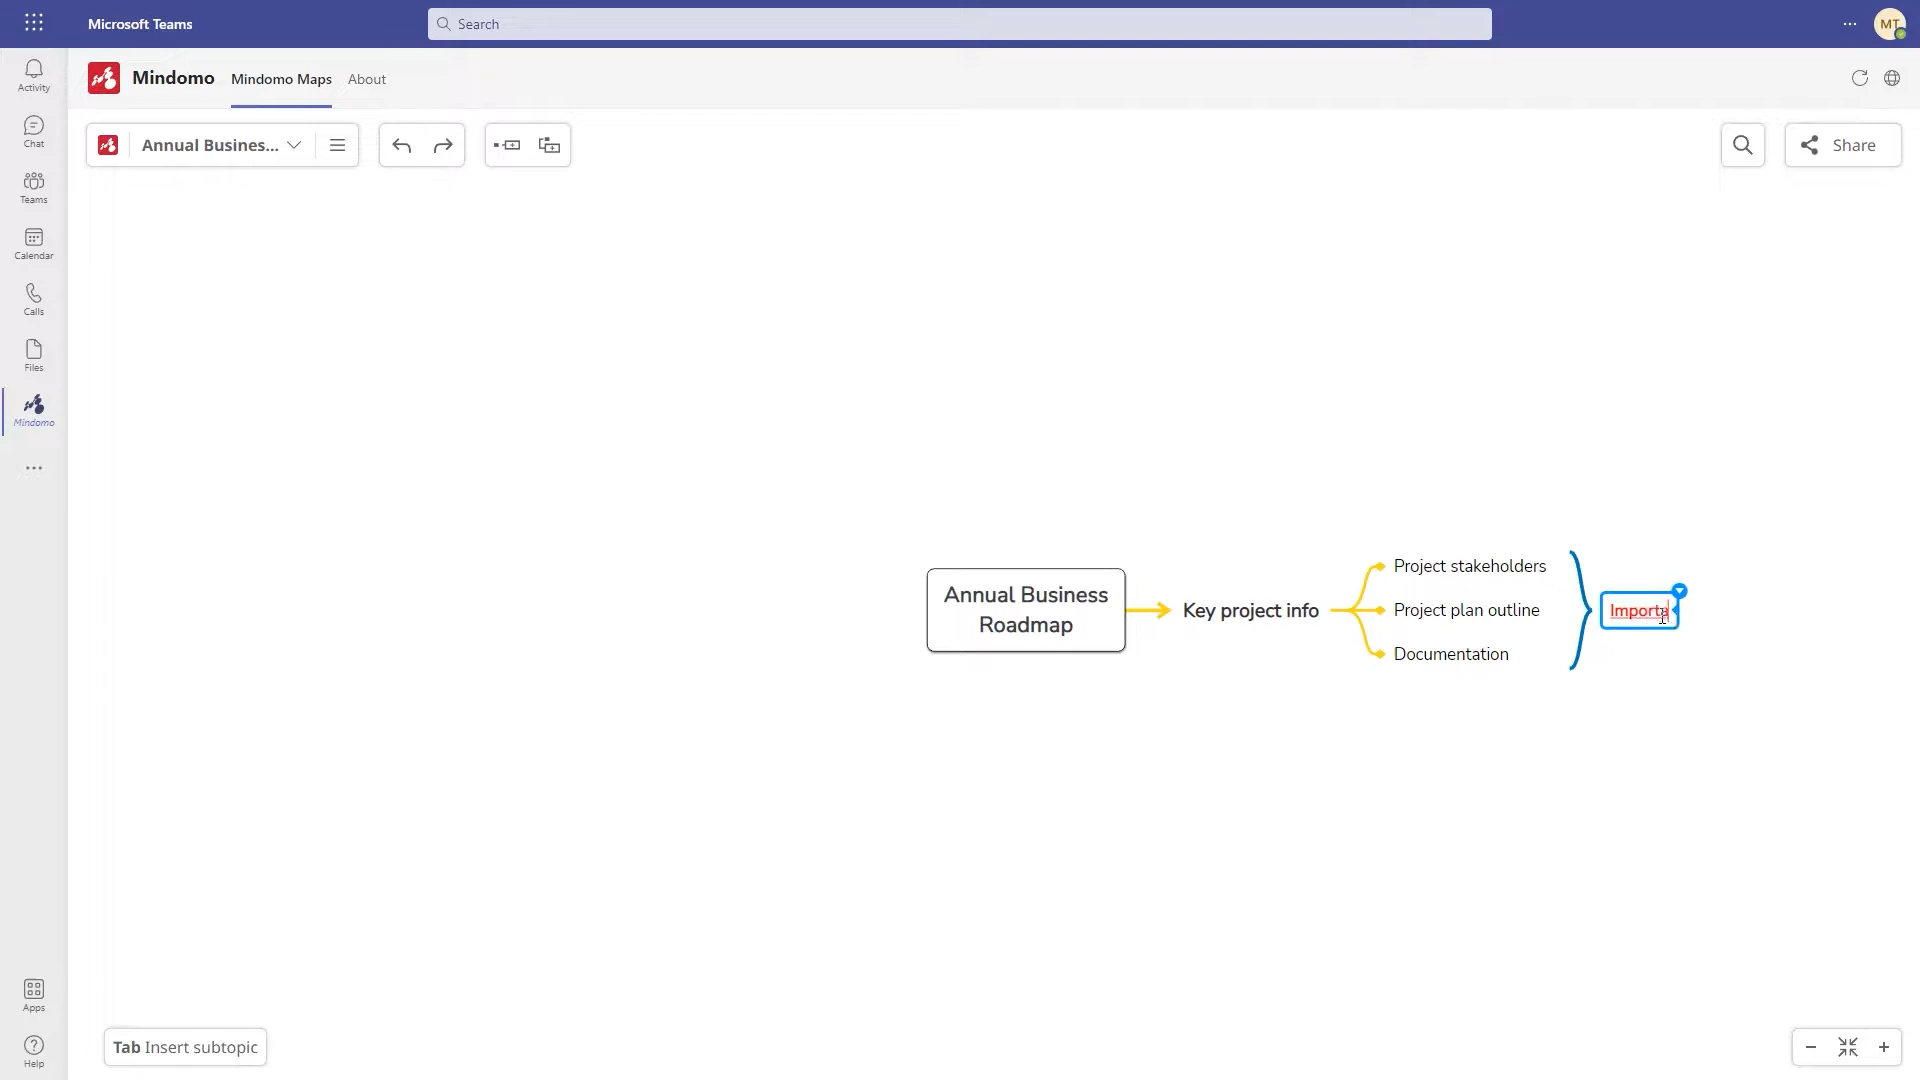 Microsoft Teams
Search
MT
Activity
Chat
Teams
Calendar
Calls
Files
Mindomo
Apps
Help
Mindomo
Mindomo Maps
About
Annual Busines...
Share
Annual Business
Roadmap
Key project info
Project stakeholders
Project plan outline
Documentation
Importa
Tab Insert subtopic